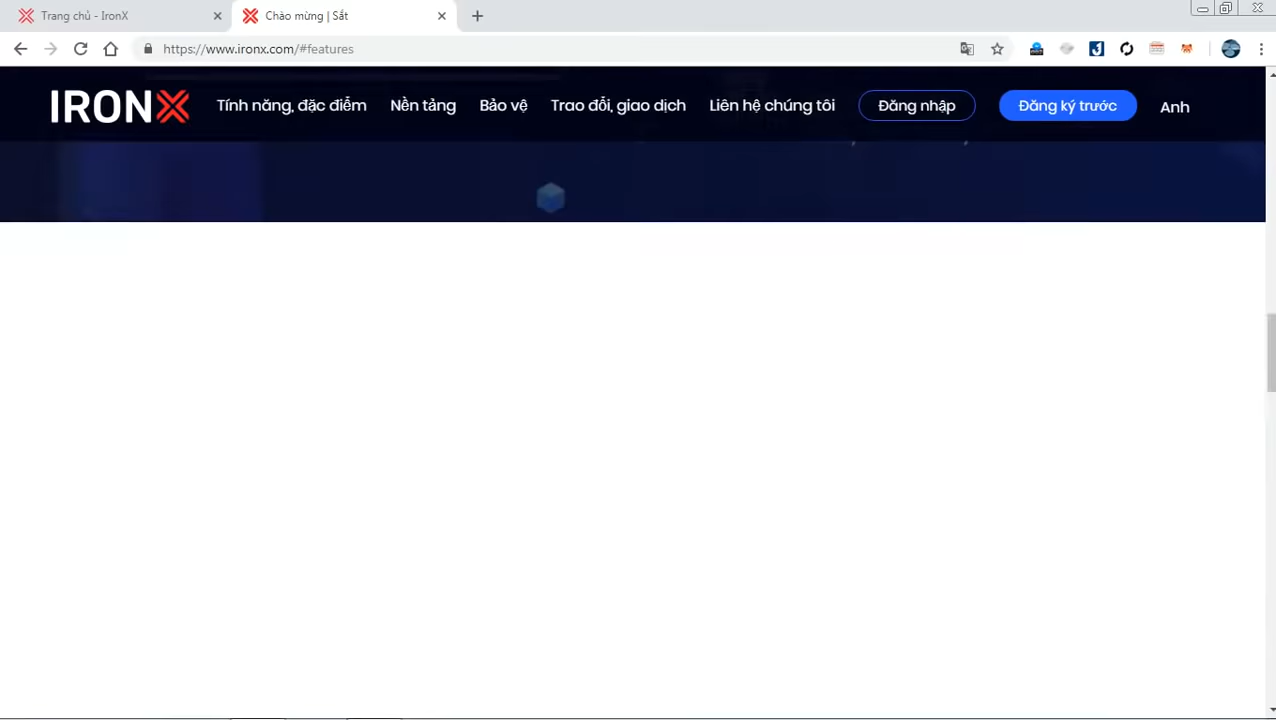 Trang chủ - IronX
Chào mừng | Sắt
https://www.ironx.com/#features
IRONX
Tính năng, đặc điểm
Nền tảng
Bảo vệ
Trao đổi, giao dịch
Liên hệ chúng tôi
Đăng nhập
Đăng ký trước
Anh